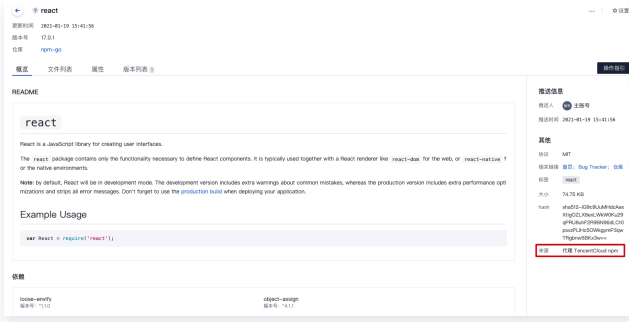 react
设置
更新时间 2021-01-19 15:41:56
版本号 17.0.1
仓库 npm-go
概览 文件列表 属性 版本列表
操作指引
README
react
React is a JavaScript library for creating user interfaces.
The react package contains only the functionality necessary to define React components. It is typically used together with a React renderer like react-dom for the web, or react-native f
or the native environments.
Note: by default, React will be in development mode. The development version includes extra warnings about common mistakes, whereas the production version includes extra performance opti
mizations and strips all error messages. Don't forget to use the production build when deploying your application.
Example Usage
var React = require('react');
依赖
loose-envify
版本号: ^1.1.0
object-assign
版本号: ^4.1.1
推送信息
推送人 主账号
推送时间 2021-01-19 15:41:56
其他
协议 MIT
相关链接 首页; Bug Tracker; 仓库
标签 react
大小 74.75 KB
hash
来源 代理 TencentCloud npm